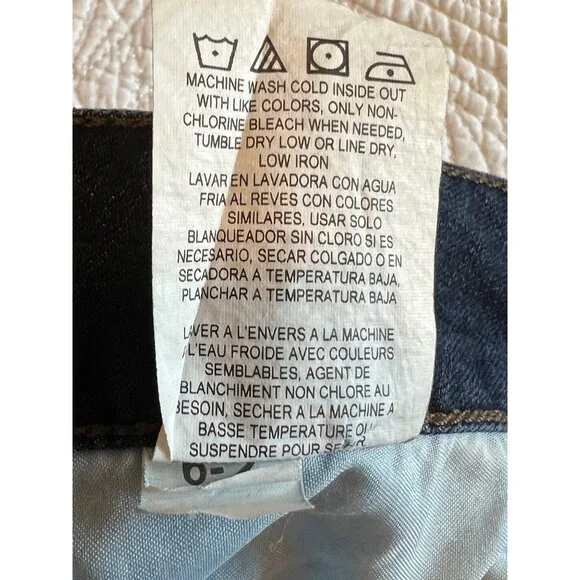 MACHINE WASH COLD INSIDE OUT
WITH LIKE COLORS, ONLY NON-
CHLORINE BLEACH WHEN NEEDED,
TUMBLE DRY LOW OR LINE DRY,
LOW IRON
LAVAR EN LAVADORA CON AGUA
FRIA AL REVES CON COLORES
SIMILARES, USAR SOLO
BLANQUEADOR SIN CLORO SI ES
NECESARIO, SECAR COLGADO O EN
SECADORA A TEMPERATURA BAJA,
PLANCHAR A TEMPERATURA BAJA
LAVER A L'ENVERS A LA MACHINE
L'EAU FROIDE AVEC COULEURS
SEMBLABLES, AGENT DE
BLANCHIMENT NON CHLORE AU
BESOIN, SECHER A LA MACHINE A
BASSE TEMPERATURE OU
SUSPENDRE POUR